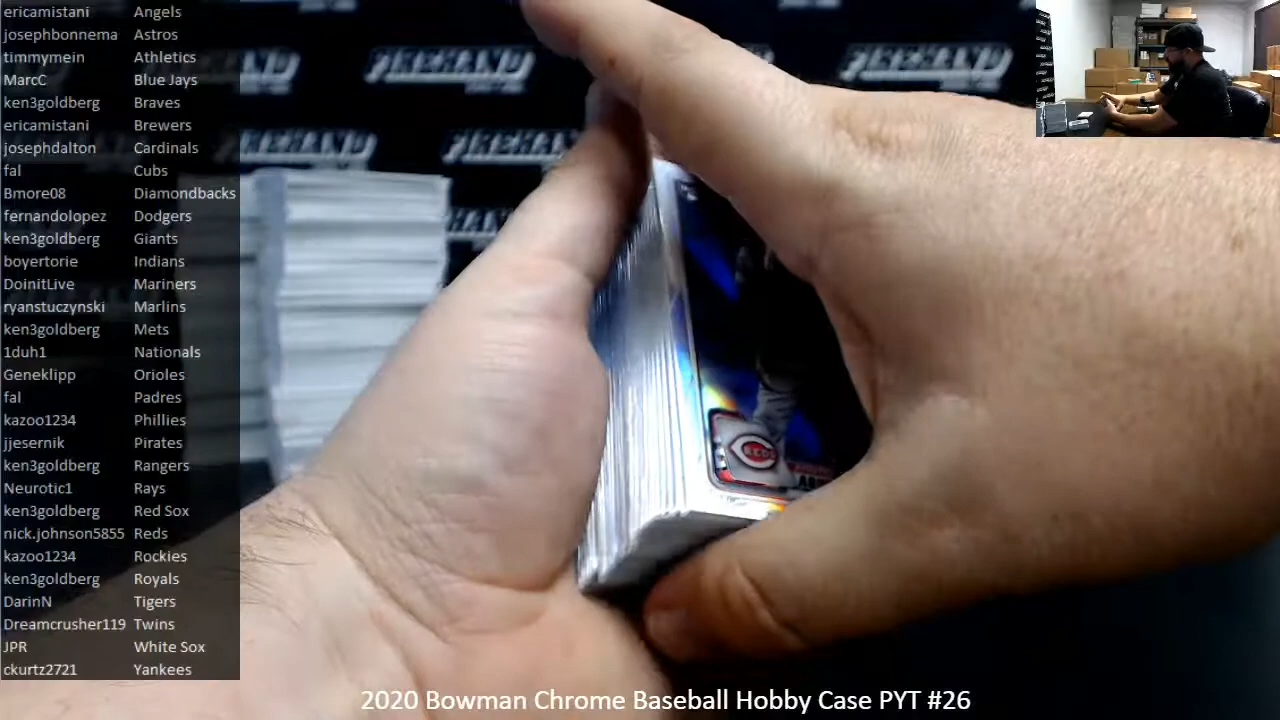 ericamistani Angels
josephbonnema Astros
timmymein Athletics
MarcC Blue Jays
ken3goldberg Braves
ericamistani Brewers
josephdalton Cardinals
fal Cubs
Bmore08 Diamondbacks
fernandolopez Dodgers
ken3goldberg Giants
boyertorie Indians
DoinitLive Mariners
ryanstuczynski Marlins
ken3goldberg Mets
1duh1 Nationals
Geneklipp Orioles
fal Padres
kazoo1234 Phillies
jjesernik Pirates
ken3goldberg Rangers
Neurotic1 Rays
ken3goldberg Red Sox
nick.johnson5855 Reds
kazoo1234 Rockies
ken3goldberg Royals
DarinN Tigers
Dreamcrusher119 Twins
JPR White Sox
ckurtz2721 Yankees
FIREHAND
FIREHAND
FIREHAND
REDS
2020 Bowman Chrome Baseball Hobby Case PYT #26